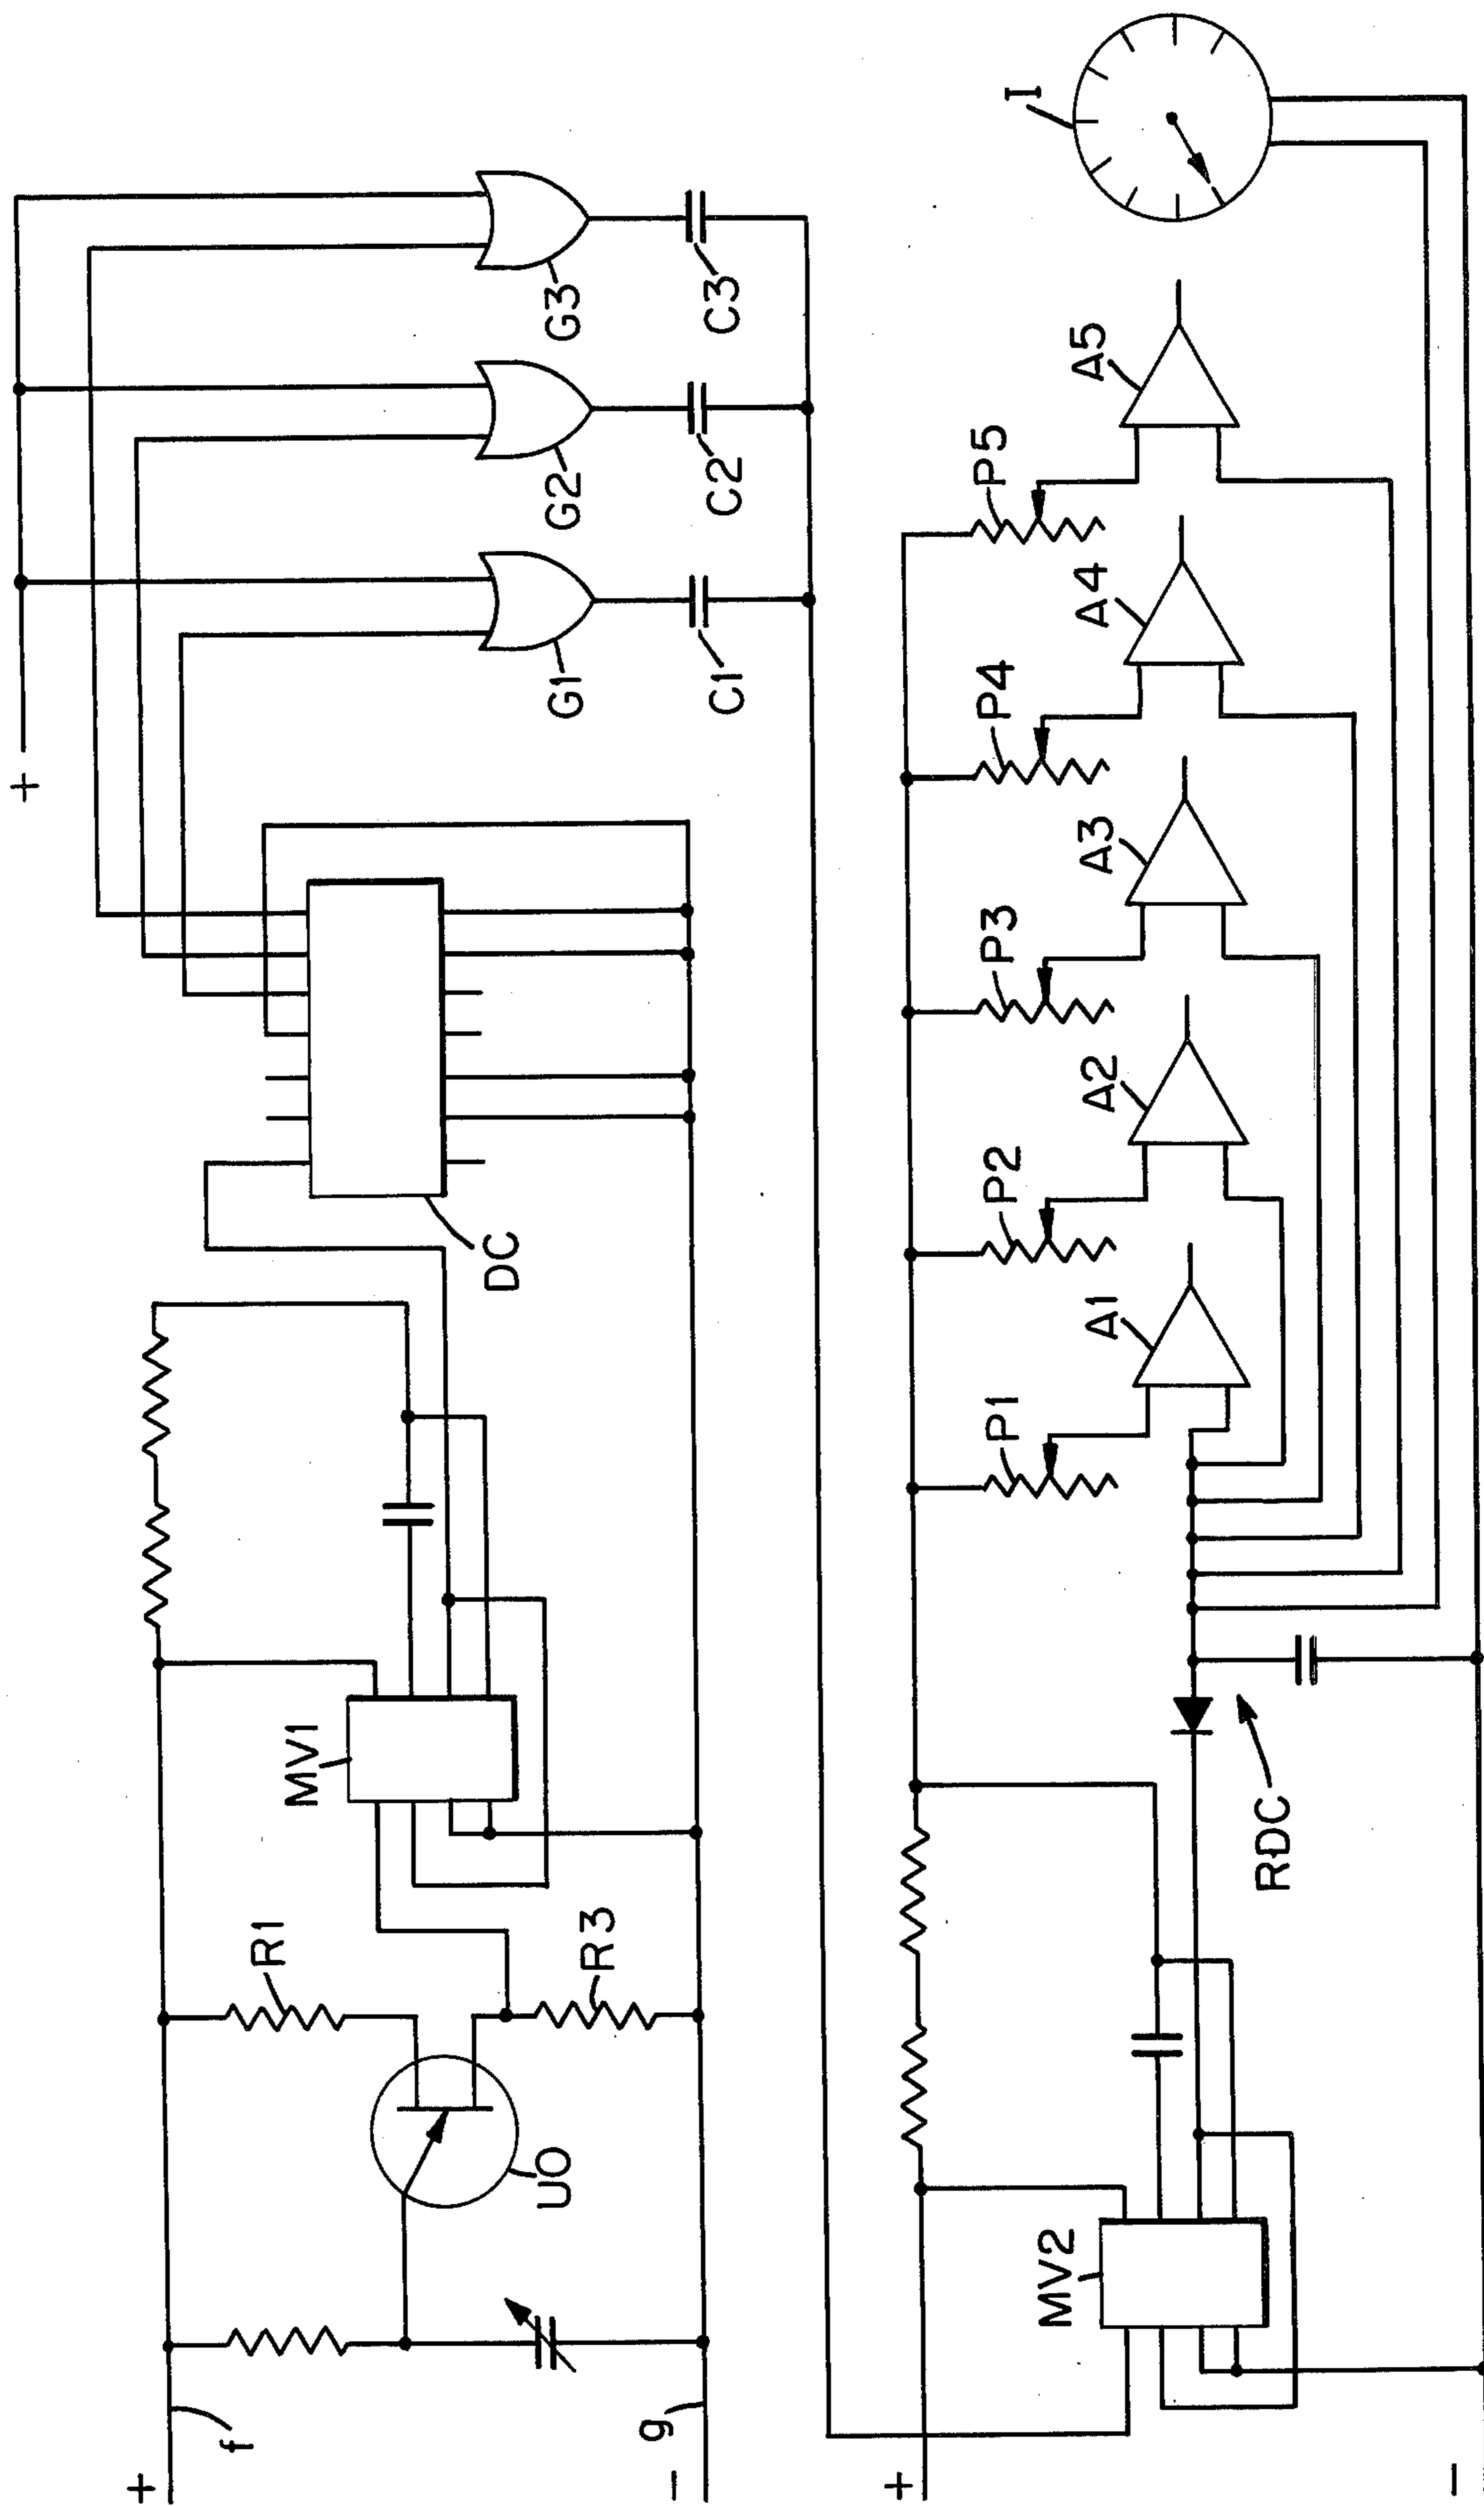 +
f
g
−
R1
R3
UO
MV1
DC
+
G1
G2
G3
C1
C2
C3
+
−
MV2
RDC
P1
P2
P3
P4
P5
A1
A2
A3
A4
A5
I